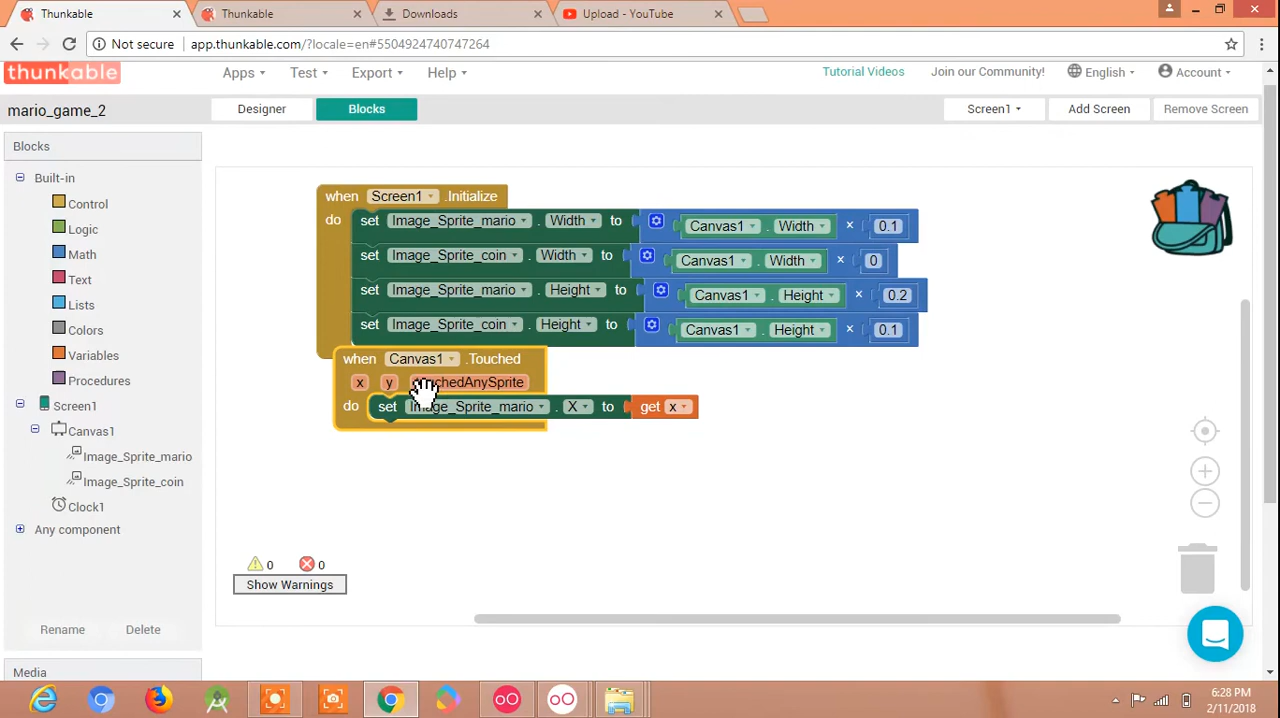 Thunkable
Thunkable
Downloads
Upload - YouTube
Not secure app.thunkable.com/?locale=en#5504924740747264
thunkable
Apps Test Export Help
Tutorial Videos Join our Community! English Account
mario_game_2
Designer Blocks
Screen1 Add Screen Remove Screen
Blocks
Built-in
Control
Logic
Math
Text
Lists
Colors
Variables
Procedures
Screen1
Canvas1
Image_Sprite_mario
Image_Sprite_coin
Clock1
Any component
Rename Delete
Media
when Screen1 .Initialize
do set Image_Sprite_mario . Width to Canvas1 . Width × 0.1
set Image_Sprite_coin . Width to Canvas1 . Width × 0
set Image_Sprite_mario . Height to Canvas1 . Height × 0.2
set Image_Sprite_coin . Height to Canvas1 . Height × 0.1
when Canvas1 .Touched
x y
do set Image_Sprite_mario . X to get x
0 0
Show Warnings
6:28 PM
2/11/2018